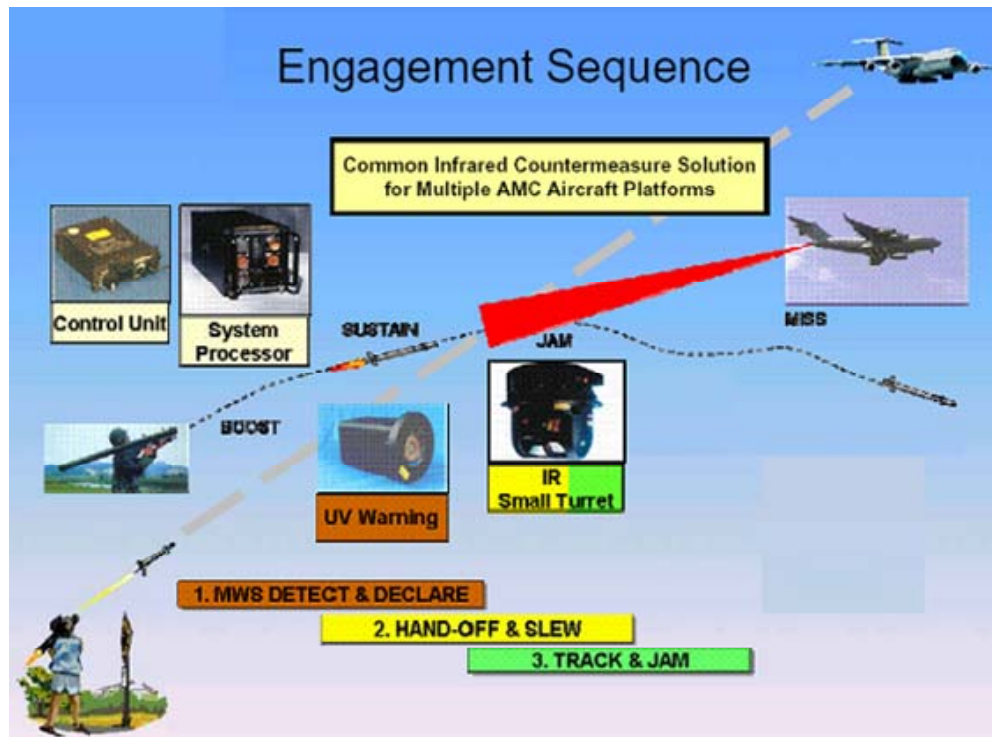 Engagement Sequence
Common Infrared Countermeasure Solution
for Multiple AMC Aircraft Platforms
Control Unit
System
Processor
SUSTAIN
JAM
MISS
BOOST
UV Warning
IR
Small Turret
1. MWS DETECT & DECLARE
2. HAND-OFF & SLEW
3. TRACK & JAM